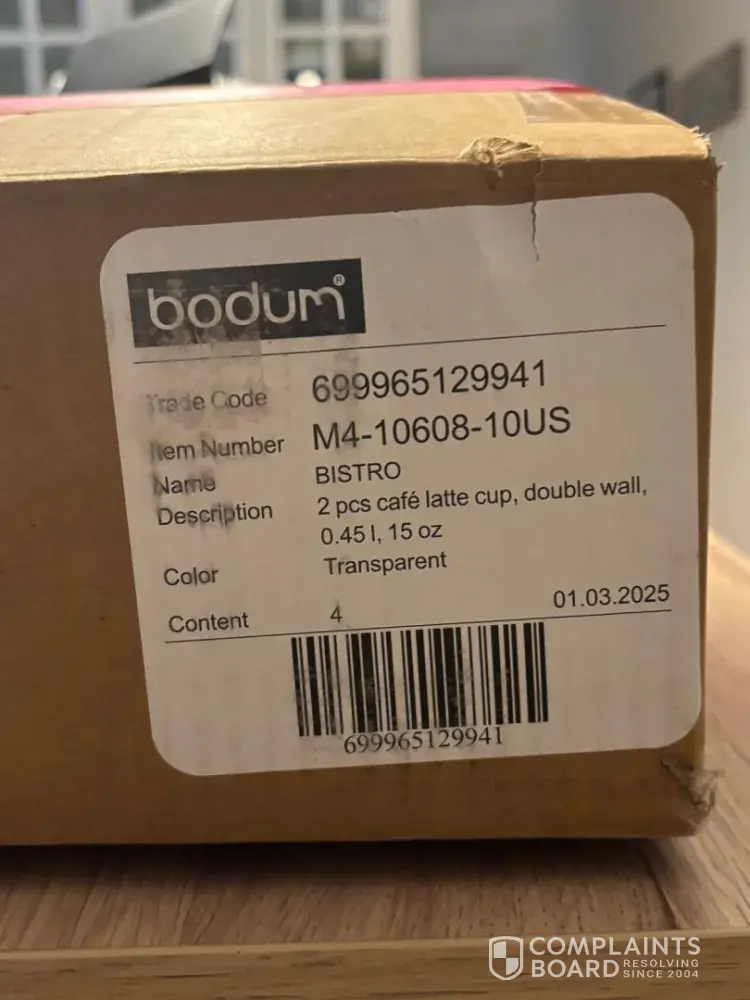 bodum®
Trade Code 699965129941
Item Number M4-10608-10US
Name BISTRO
Description 2 pcs café latte cup, double wall,
0.45 l, 15 oz
Color Transparent
Content 4 01.03.2025
699965129941
COMPLAINTS
BOARD RESOLVING
SINCE 2004